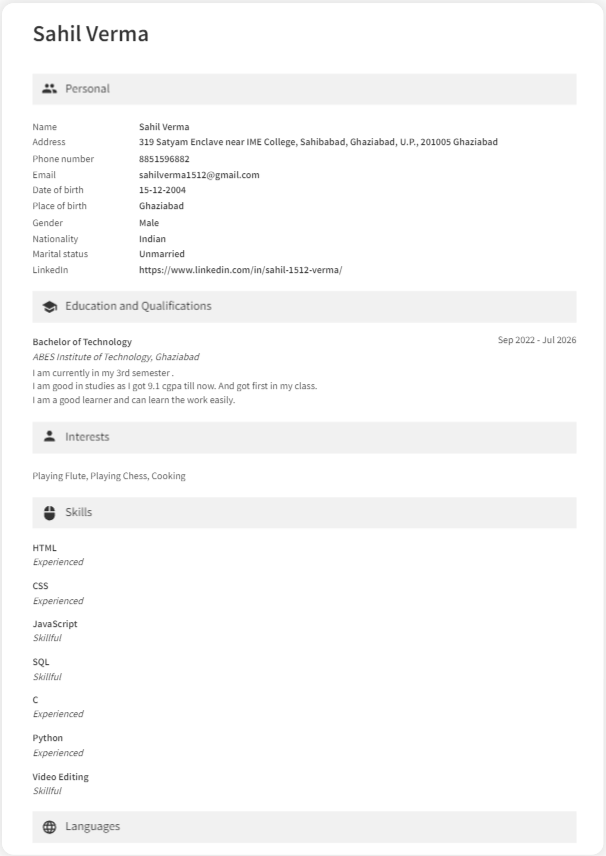 Sahil Verma
Personal
Name Sahil Verma
Address 319 Satyam Enclave near IME College, Sahibabad, Ghaziabad, U.P., 201005 Ghaziabad
Phone number 8851596882
Email sahilverma1512@gmail.com
Date of birth 15-12-2004
Place of birth Ghaziabad
Gender Male
Nationality Indian
Marital status Unmarried
LinkedIn https://www.linkedin.com/in/sahil-1512-verma/
Education and Qualifications
Bachelor of Technology Sep 2022 - Jul 2026
ABES Institute of Technology, Ghaziabad
I am currently in my 3rd semester .
I am good in studies as I got 9.1 cgpa till now. And got first in my class.
I am a good learner and can learn the work easily.
Interests
Playing Flute, Playing Chess, Cooking
Skills
HTML
Experienced
CSS
Experienced
JavaScript
Skillful
SQL
Skillful
C
Experienced
Python
Experienced
Video Editing
Skillful
Languages